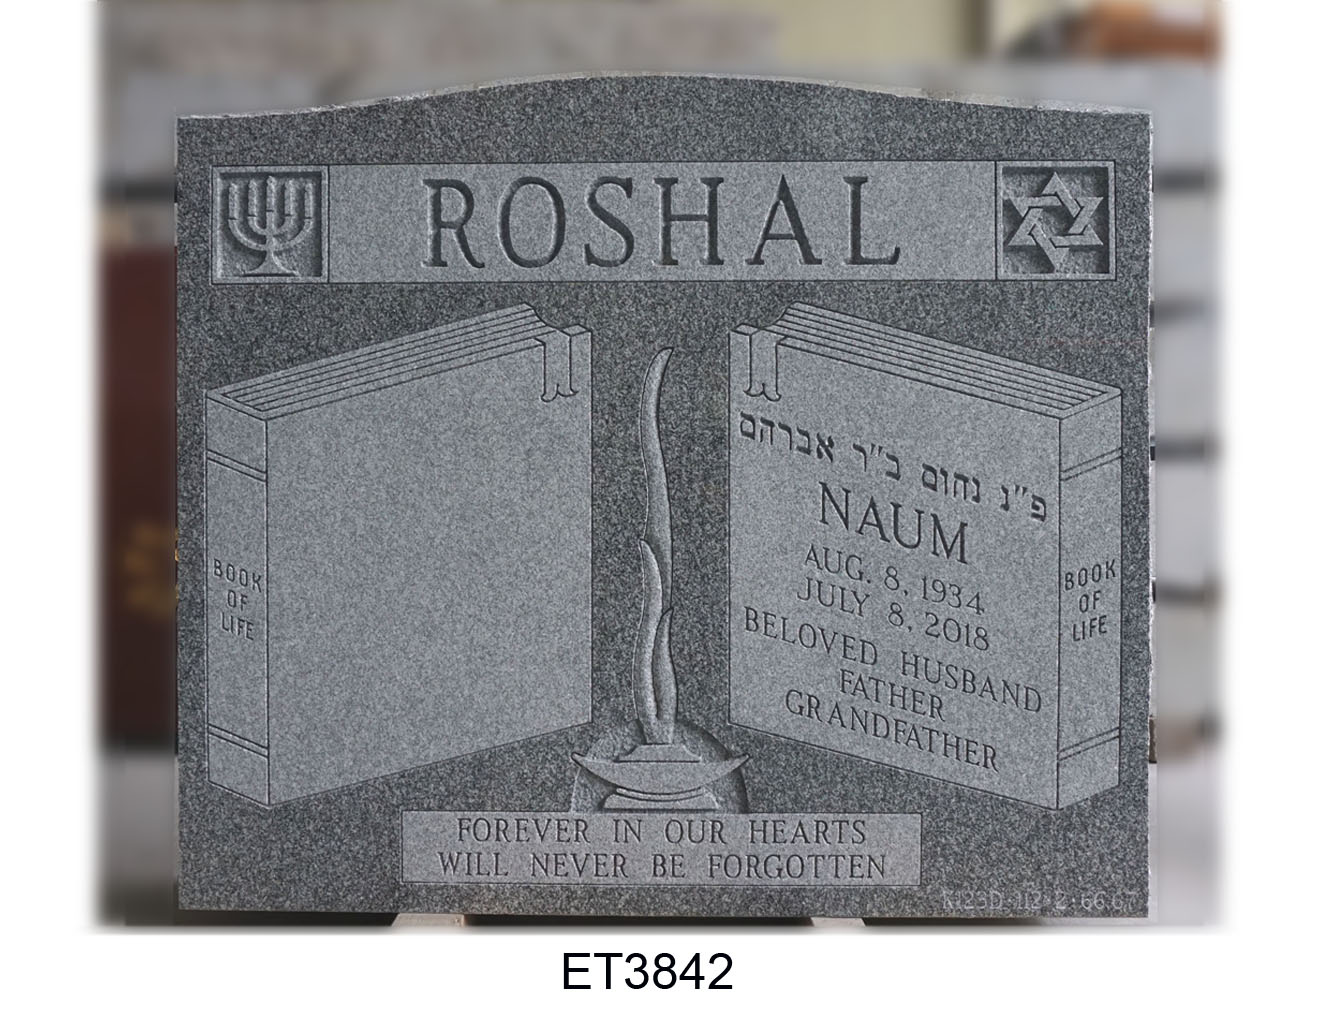 ROSHAL
BOOK
OF
LIFE
פ״נ נחום ב״ר אברהם
NAUM
AUG. 8, 1934
JULY 8, 2018
BELOVED HUSBAND
FATHER
GRANDFATHER
BOOK
OF
LIFE
FOREVER IN OUR HEARTS
WILL NEVER BE FORGOTTEN
ET3842